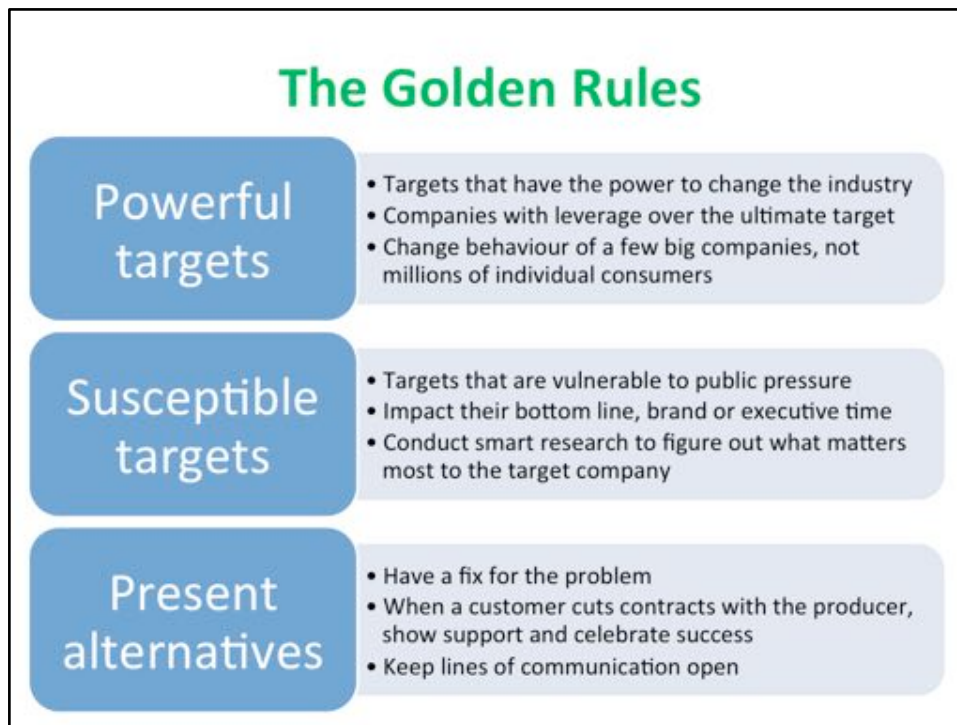 The Golden Rules
Powerful
targets
• Targets that have the power to change the industry
• Companies with leverage over the ultimate target
• Change behaviour of a few big companies, not
millions of individual consumers
Susceptible
targets
• Targets that are vulnerable to public pressure
• Impact their bottom line, brand or executive time
• Conduct smart research to figure out what matters
most to the target company
Present
alternatives
• Have a fix for the problem
• When a customer cuts contracts with the producer,
show support and celebrate success
• Keep lines of communication open